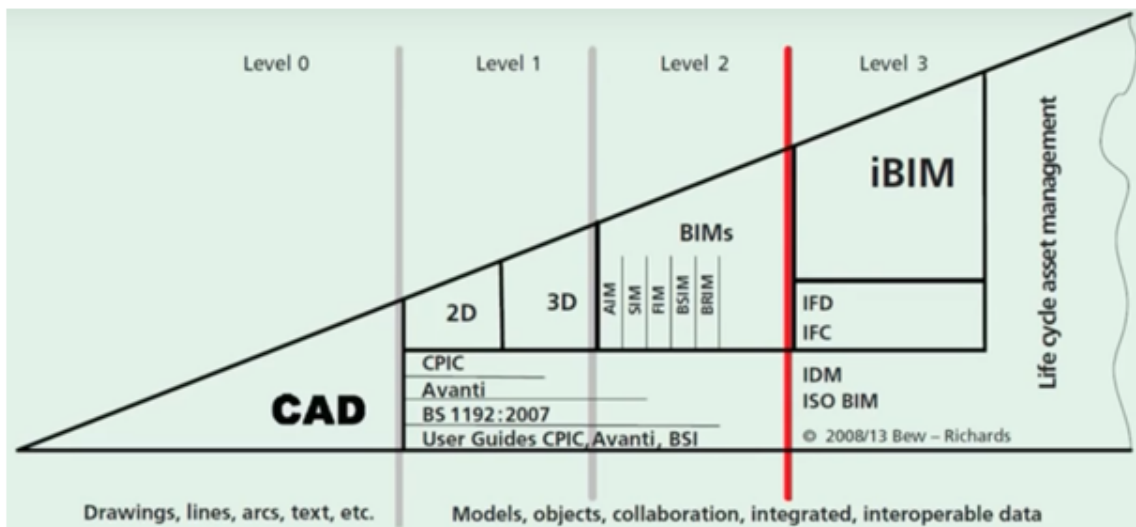 Level 0
Level 1
Level 2
Level 3
iBIM
BIMs
2D
3D
AIM
SIM
FIM
BSIM
BRIM
IFD
IFC
CAD
CPIC
Avanti
BS 1192:2007
User Guides CPIC, Avanti, BSI
IDM
ISO BIM
© 2008/13 Bew – Richards
Life cycle asset management
Drawings, lines, arcs, text, etc.
Models, objects, collaboration, integrated, interoperable data